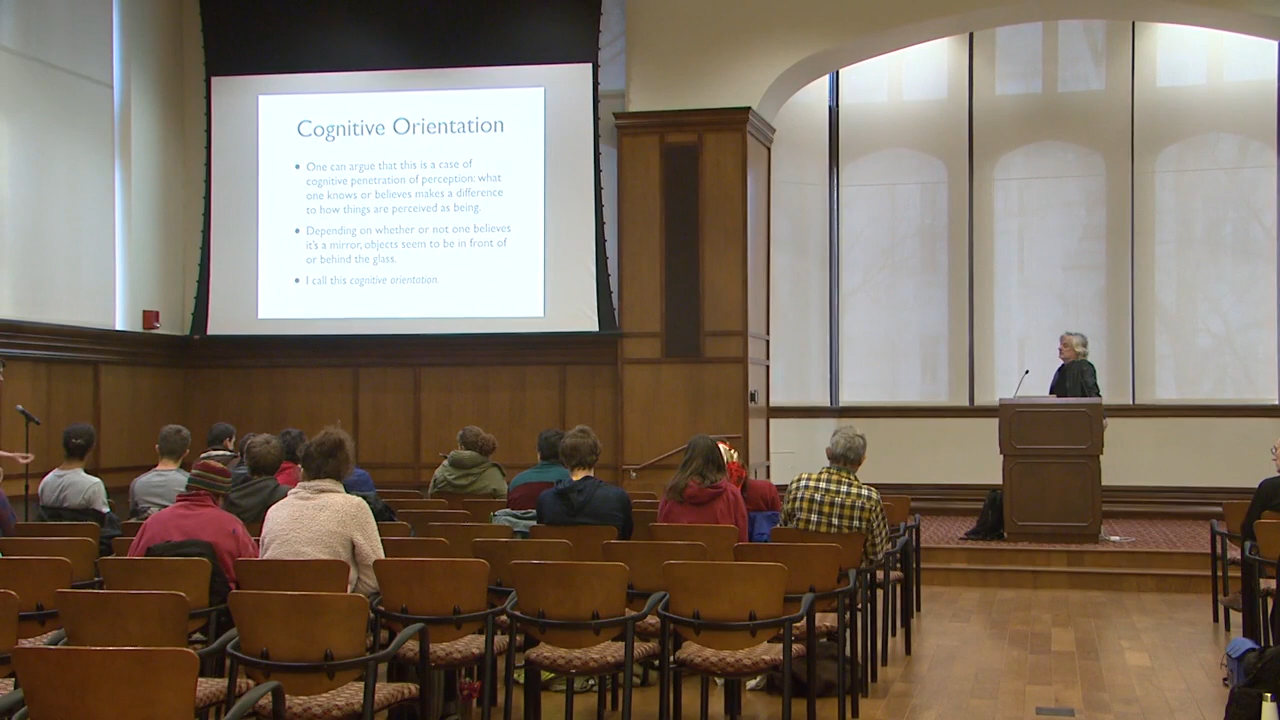 Cognitive Orientation
• One can argue that this is a case of
cognitive penetration of perception: what
one knows or believes makes a difference
to how things are perceived as being.
• Depending on whether or not one believes
it's a mirror, objects seem to be in front of
or behind the glass.
• I call this cognitive orientation.